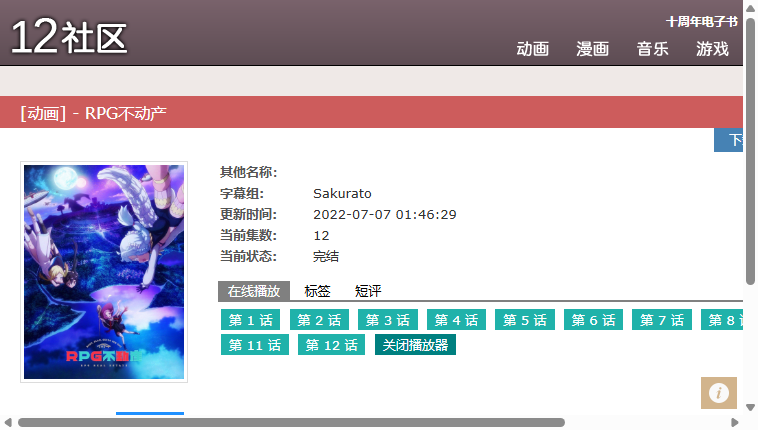 12社区
十周年电子书
动画 漫画 音乐 游戏
[动画] - RPG不动产
其他名称:
字幕组: Sakurato
更新时间: 2022-07-07 01:46:29
当前集数: 12
当前状态: 完结
在线播放 标签 短评
第 1 话 第 2 话 第 3 话 第 4 话 第 5 话 第 6 话 第 7 话 第 8
第 11 话 第 12 话 关闭播放器
RPG不動産
i